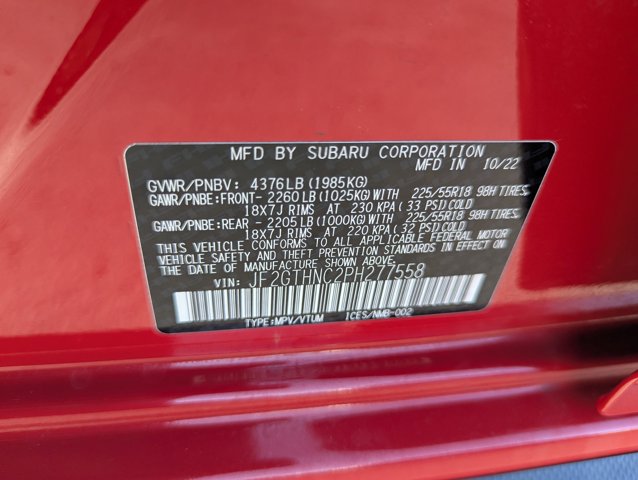 MFD BY SUBARU CORPORATION
MFD IN 10/22
GVWR/PNBV: 4376LB (1985KG)
GAWR/PNBE: FRONT- 2260LB (1025KG) WITH 225/55R18 98H TIRES,
18X7J RIMS AT 230 KPA ( 33 PSI) COLD
GAWR/PNBE: REAR - 2205LB (1000KG) WITH 225/55R18 98H TIRES,
18X7J RIMS AT 220 KPA ( 32 PSI) COLD
THIS VEHICLE CONFORMS TO ALL APPLICABLE FEDERAL MOTOR
VEHICLE SAFETY AND THEFT PREVENTION STANDARDS IN EFFECT
ON THE DATE OF MANUFACTURE SHOWN ABOVE.
VIN: JF2GTHNC2PH277558
TYPE:MPV/VTUM ICES/NMB-002